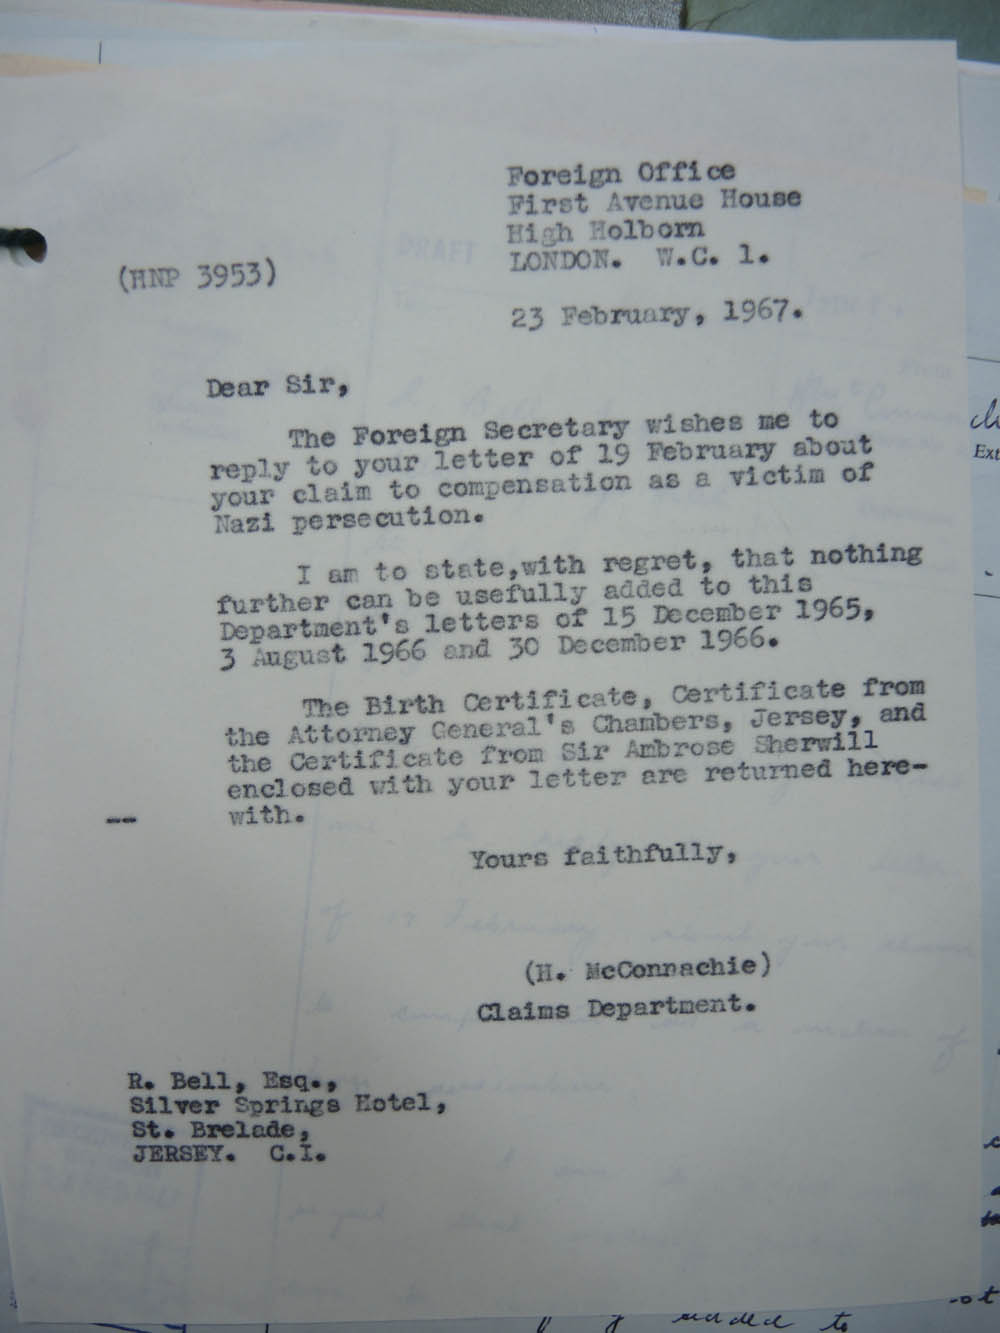 Foreign Office
First Avenue House
High Holborn
LONDON. W.C. 1.
(HNP 3953)
23 February, 1967.
Dear Sir,
The Foreign Secretary wishes me to
reply to your letter of 19 February about
your claim to compensation as a victim of
Nazi persecution.
I am to state,with regret, that nothing
further can be usefully added to this
Department's letters of 15 December 1965,
3 August 1966 and 30 December 1966.
The Birth Certificate, Certificate from
the Attorney General's Chambers, Jersey, and
the Certificate from Sir Ambrose Sherwill
enclosed with your letter are returned here-
with.
--
Yours faithfully,
(H. McConnachie)
Claims Department.
R. Bell, Esq.,
Silver Springs Hotel,
St. Brelade,
JERSEY. C.I.
DRAFT
Ext
added to